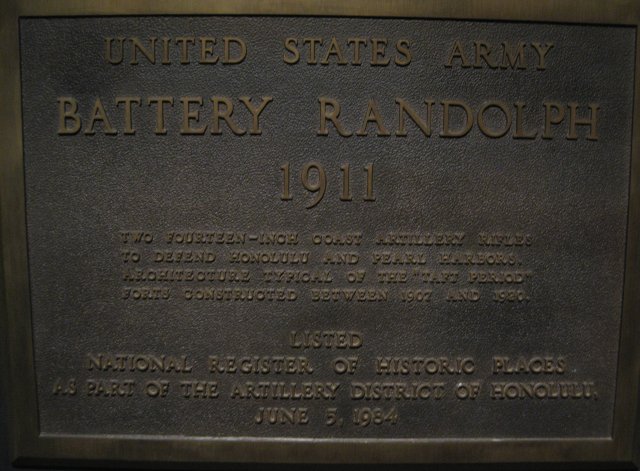 UNITED STATES ARMY
BATTERY RANDOLPH
1911
TWO FOURTEEN-INCH COAST ARTILLERY RIFLES
TO DEFEND HONOLULU AND PEARL HARBORS.
ARCHITECTURE TYPICAL OF THE "TAFT PERIOD"
FORTS CONSTRUCTED BETWEEN 1907 AND 1920.
LISTED
NATIONAL REGISTER OF HISTORIC PLACES
AS PART OF THE ARTILLERY DISTRICT OF HONOLULU,
JUNE 5, 1984